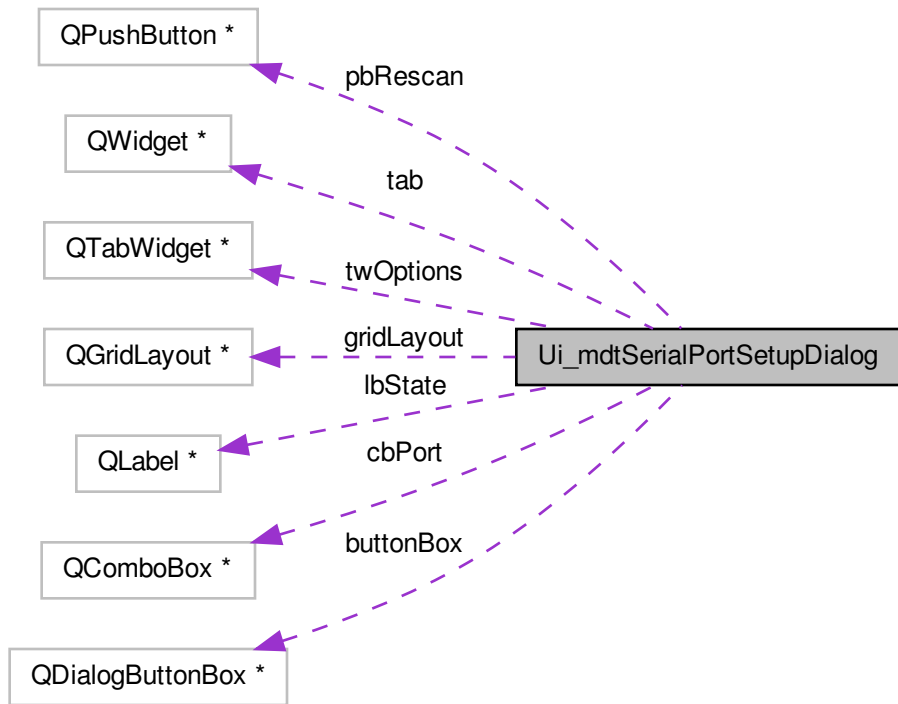 QPushButton *
pbRescan
QWidget *
tab
QTabWidget *
twOptions
QGridLayout *
gridLayout
Ui_mdtSerialPortSetupDialog
lbState
QLabel *
cbPort
QComboBox *
buttonBox
QDialogButtonBox *